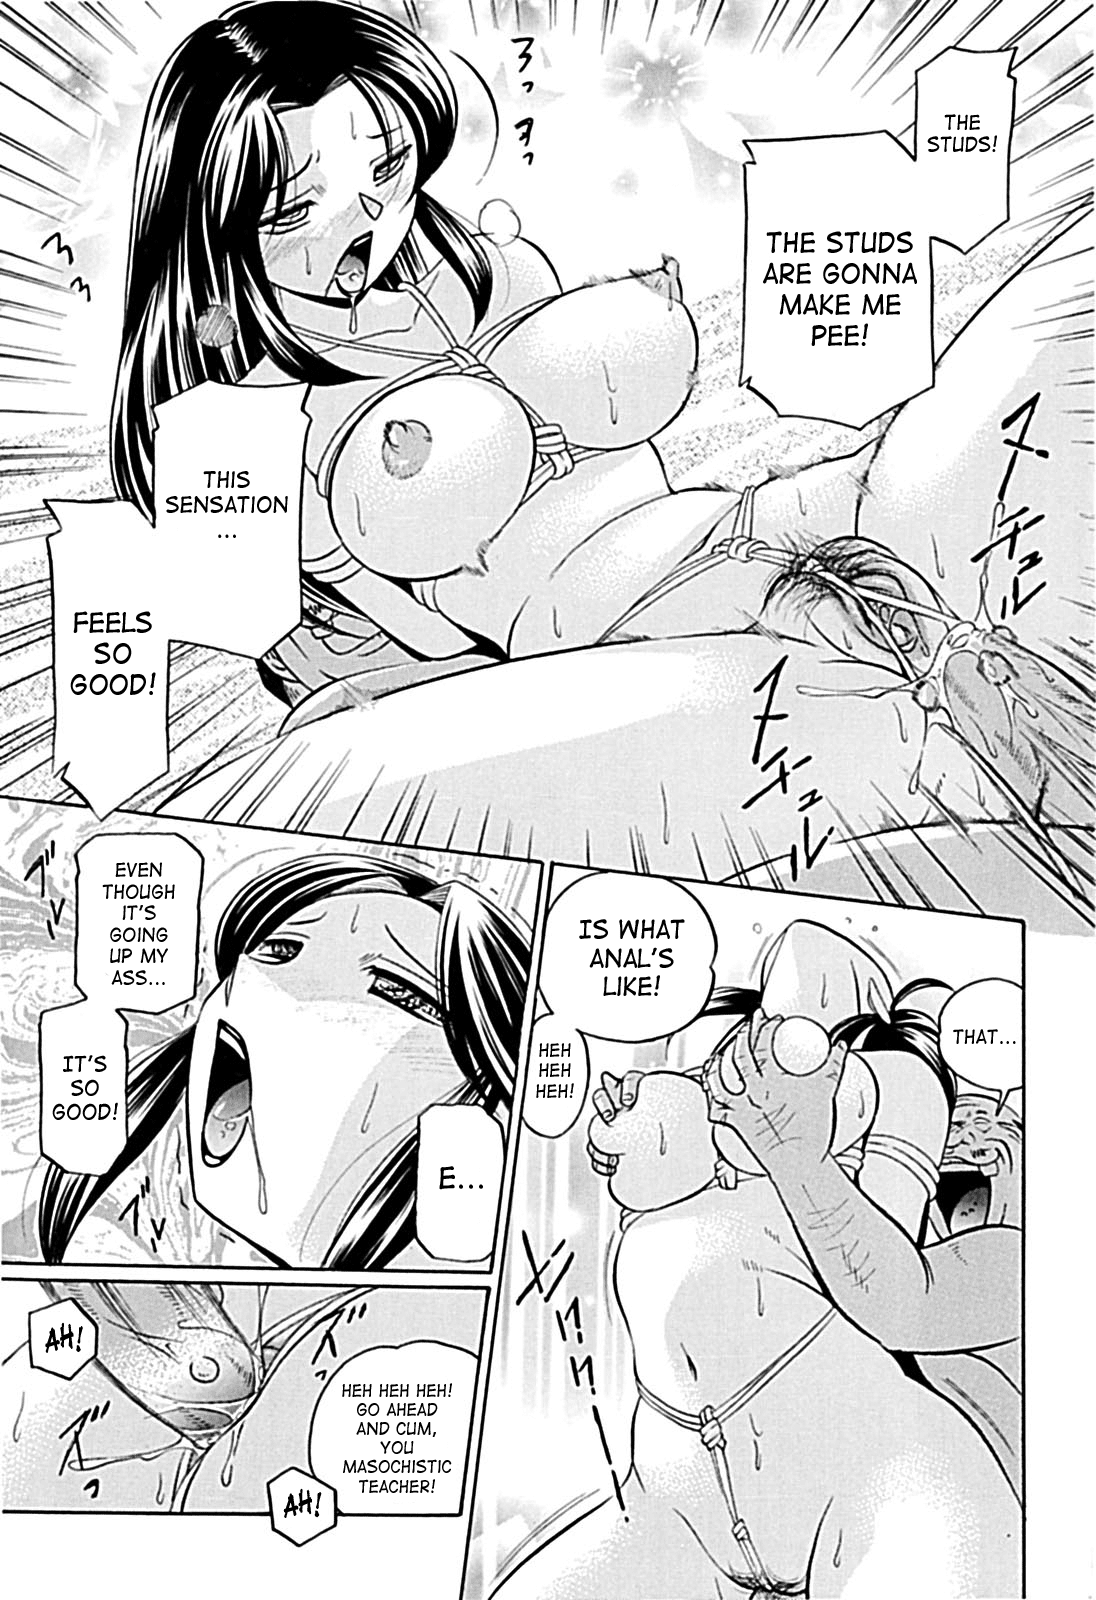 THE
STUDS!
THE STUDS
ARE GONNA
MAKE ME
PEE!
THIS
SENSATION
...
FEELS
SO
GOOD!
THAT...
IS WHAT
ANAL'S
LIKE!
HEH
HEH
HEH!
EVEN
THOUGH
IT'S
GOING
UP MY
ASS...
IT'S
SO
GOOD!
E...
AH!
HEH HEH HEH!
GO AHEAD
AND CUM,
YOU
MASOCHISTIC
TEACHER!
AH!